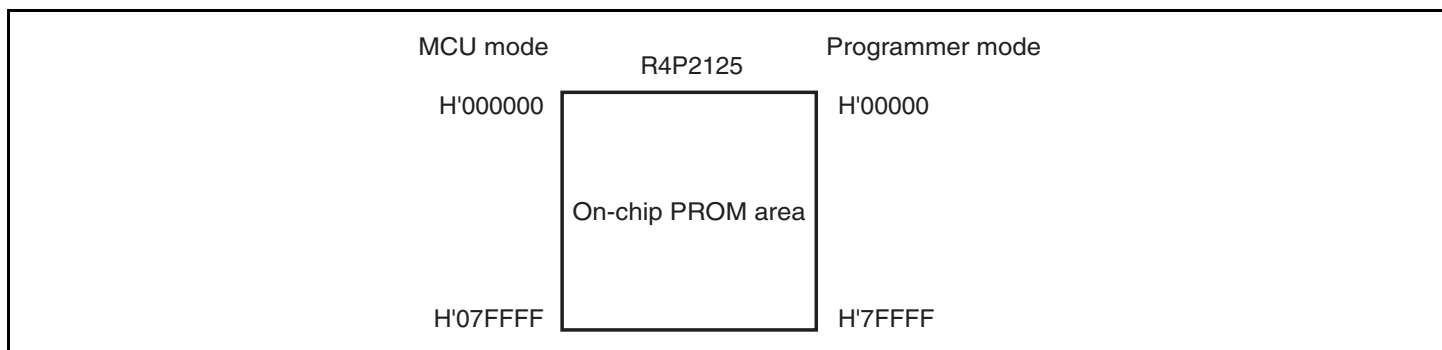 MCU mode
R4P2125
Programmer mode
H'000000
H'00000
On-chip PROM area
H'07FFFF
H'7FFFF